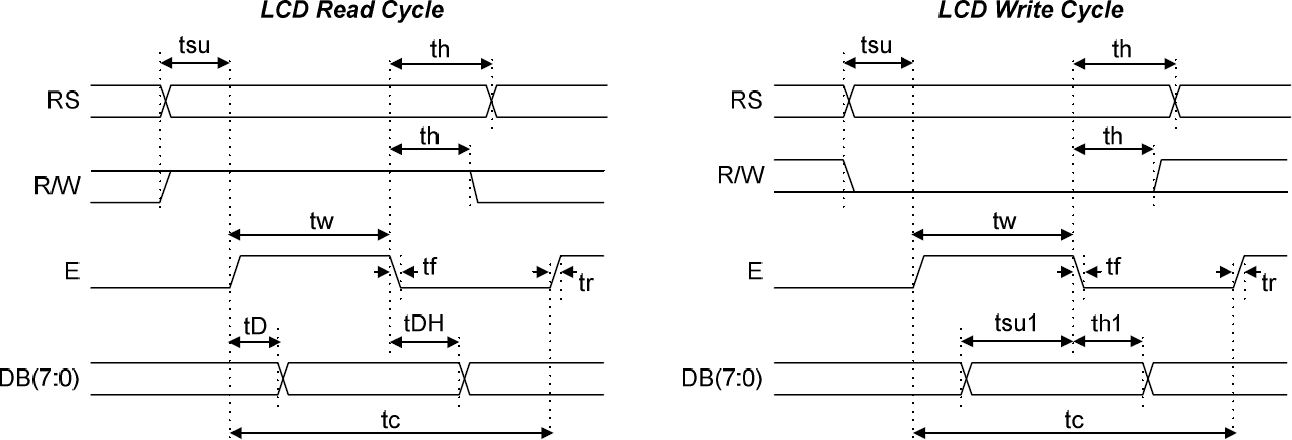 LCD Read Cycle
tsu
th
RS
th
R/W
tw
E
tf
tr
tD
tDH
DB(7:0)
tc
LCD Write Cycle
tsu
th
RS
th
R/W
tw
E
tf
tr
tsu1
th1
DB(7:0)
tc